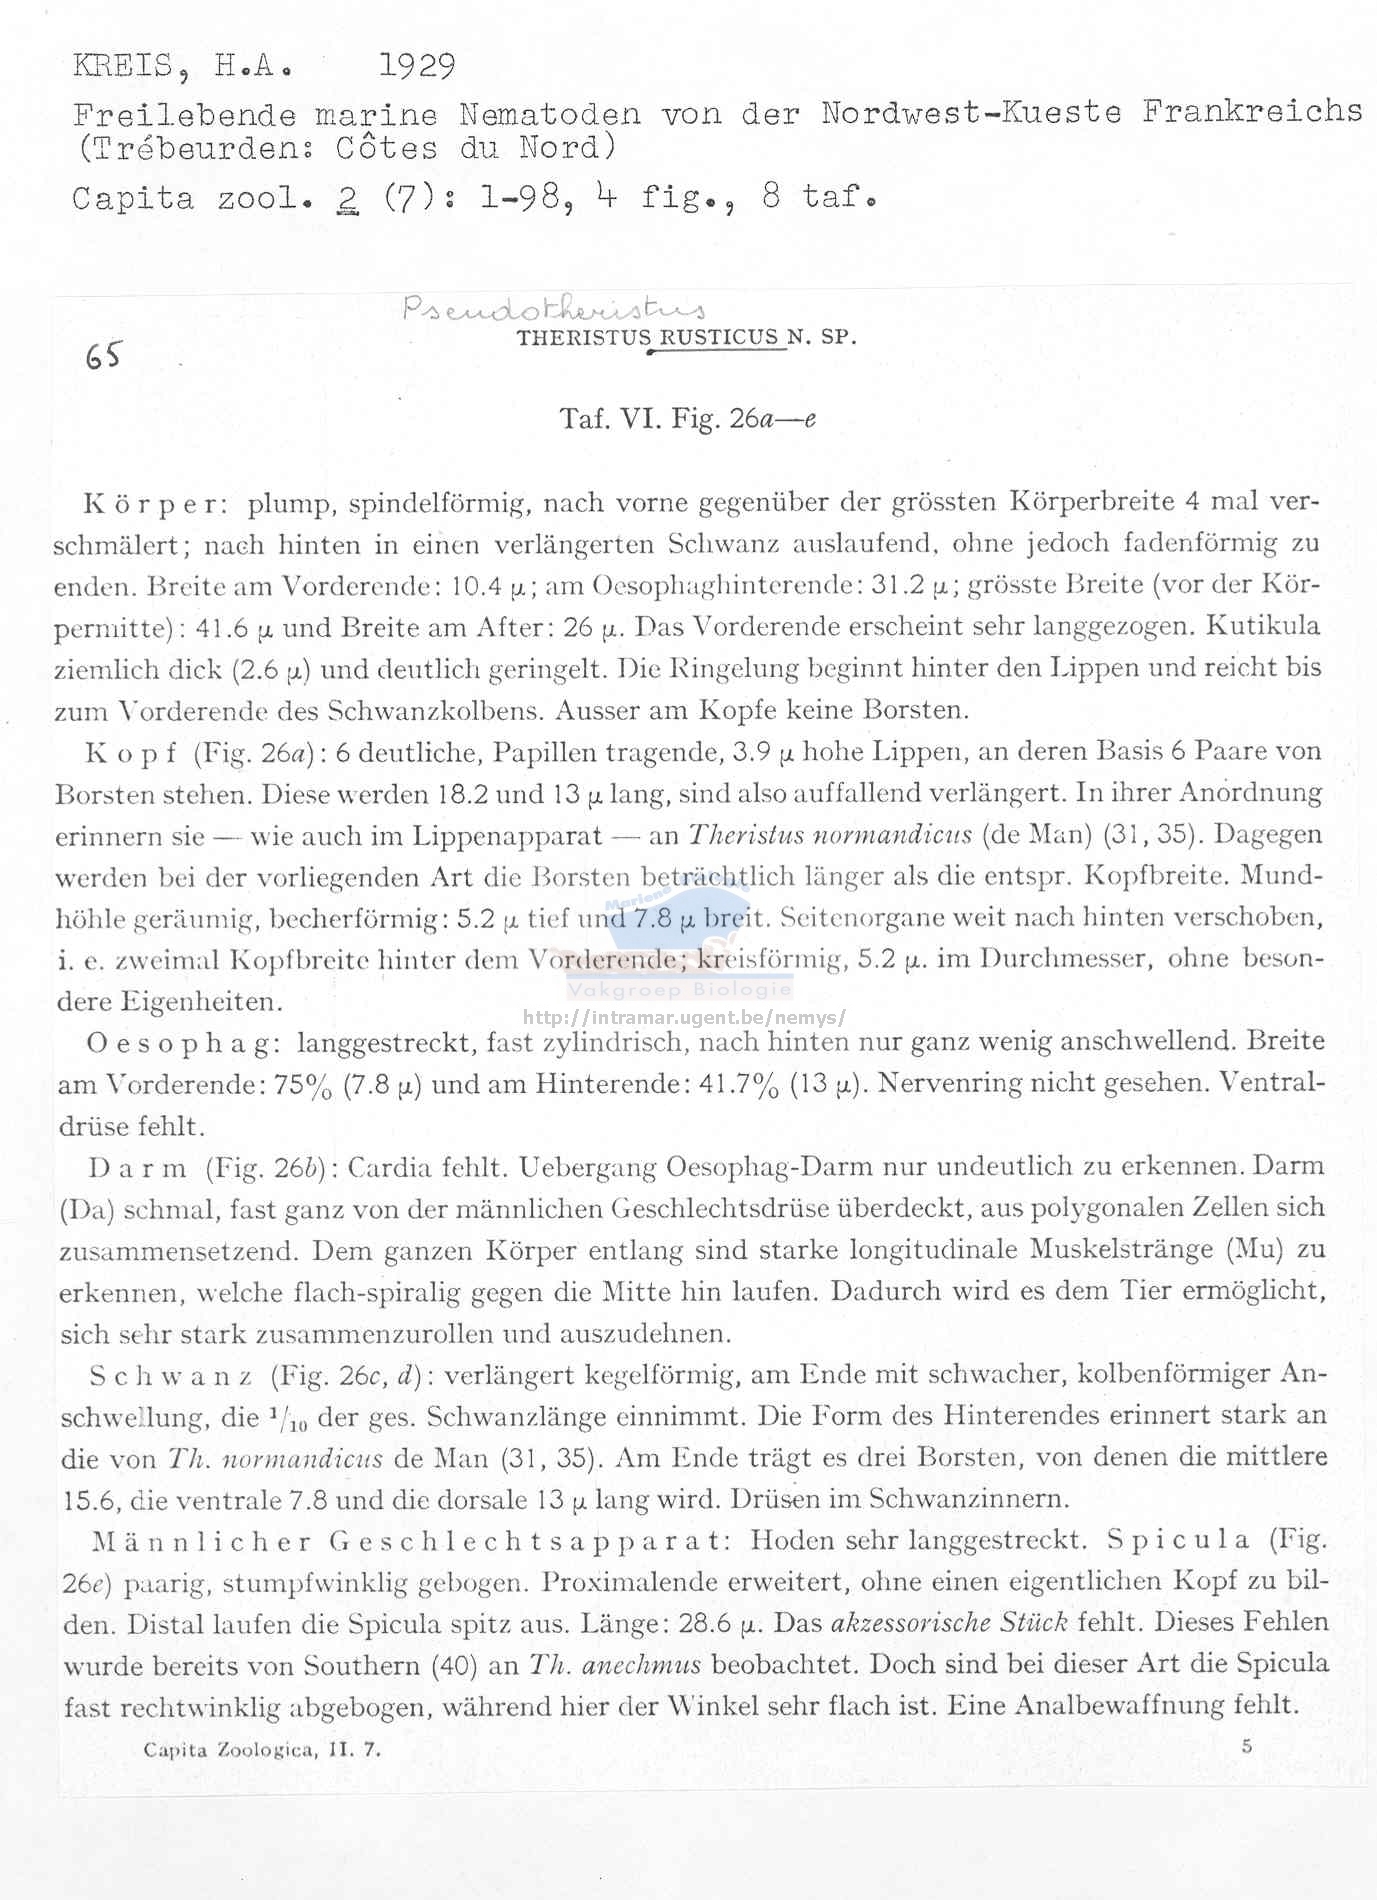 KREIS, H.A. 1929
Freilebende marine Nematoden von der Nordwest-Kueste Frankreichs
(Trébeurden: Côtes du Nord)
Capita zool. 2 (7): 1-98, 4 fig., 8 taf.
Pseudotheristus
THERISTUS RUSTICUS N. SP.
65
Taf. VI. Fig. 26a—e
Körper: plump, spindelförmig, nach vorne gegenüber der grössten Körperbreite 4 mal ver-
schmälert; nach hinten in einen verlängerten Schwanz auslaufend, ohne jedoch fadenförmig zu
enden. Breite am Vorderende: 10.4 µ; am Oesophaghinterende: 31.2 µ; grösste Breite (vor der Kör-
permitte): 41.6 µ und Breite am After: 26 µ. Das Vorderende erscheint sehr langgezogen. Kutikula
ziemlich dick (2.6 µ) und deutlich geringelt. Die Ringelung beginnt hinter den Lippen und reicht bis
zum Vorderende des Schwanzkolbens. Ausser am Kopfe keine Borsten.
Kopf (Fig. 26a): 6 deutliche, Papillen tragende, 3.9 µ hohe Lippen, an deren Basis 6 Paare von
Borsten stehen. Diese werden 18.2 und 13 µ lang, sind also auffallend verlängert. In ihrer Anordnung
erinnern sie — wie auch im Lippenapparat — an Theristus normandicus (de Man) (31, 35). Dagegen
werden bei der vorliegenden Art die Borsten beträchtlich länger als die entspr. Kopfbreite. Mund-
höhle geräumig, becherförmig: 5.2 µ tief und 7.8 µ breit. Seitenorgane weit nach hinten verschoben,
i. e. zweimal Kopfbreite hinter dem Vorderende; kreisförmig, 5.2 µ. im Durchmesser, ohne beson-
Vakgroep Biologie
dere Eigenheiten.
http://intramar.ugent.be/nemys/
Oesophag: langgestreckt, fast zylindrisch, nach hinten nur ganz wenig anschwellend. Breite
am Vorderende: 75% (7.8 µ) und am Hinterende: 41.7% (13 µ). Nervenring nicht gesehen. Ventral-
drüse fehlt.
Darm (Fig. 26b): Cardia fehlt. Uebergang Oesophag-Darm nur undeutlich zu erkennen. Darm
(Da) schmal, fast ganz von der männlichen Geschlechtsdrüse überdeckt, aus polygonalen Zellen sich
zusammensetzend. Dem ganzen Körper entlang sind starke longitudinale Muskelstränge (Mu) zu
erkennen, welche flach-spiralig gegen die Mitte hin laufen. Dadurch wird es dem Tier ermöglicht,
sich sehr stark zusammenzurollen und auszudehnen.
Schwanz (Fig. 26c, d): verlängert kegelförmig, am Ende mit schwacher, kolbenförmiger An-
schwellung, die 1/10 der ges. Schwanzlänge einnimmt. Die Form des Hinterendes erinnert stark an
die von Th. normandicus de Man (31, 35). Am Ende trägt es drei Borsten, von denen die mittlere
15.6, die ventrale 7.8 und die dorsale 13 µ lang wird. Drüsen im Schwanzinnern.
Männlicher Geschlechtsapparat: Hoden sehr langgestreckt. Spicula (Fig.
26e) paarig, stumpfwinklig gebogen. Proximalende erweitert, ohne einen eigentlichen Kopf zu bil-
den. Distal laufen die Spicula spitz aus. Länge: 28.6 µ. Das akzessorische Stück fehlt. Dieses Fehlen
wurde bereits von Southern (40) an Th. anechmus beobachtet. Doch sind bei dieser Art die Spicula
fast rechtwinklig abgebogen, während hier der Winkel sehr flach ist. Eine Analbewaffnung fehlt.
Capita Zoologica, II. 7. 5